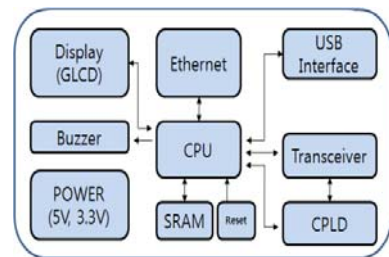 Display
(GLCD)
Ethernet
USB
Interface
Buzzer
CPU
Transceiver
POWER
(5V, 3.3V)
SRAM
Reset
CPLD